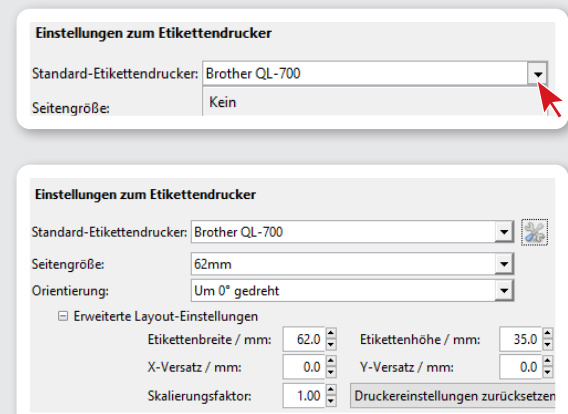 Einstellungen zum Etikettendrucker
Standard-Etikettendrucker: Brother QL-700
Kein
Seitengröße:
Einstellungen zum Etikettendrucker
Standard-Etikettendrucker: Brother QL-700
Seitengröße: 62mm
Orientierung: Um 0° gedreht
Erweiterte Layout-Einstellungen
Etikettenbreite / mm: 62.0 Etikettenhöhe / mm: 35.0
X-Versatz / mm: 0.0 Y-Versatz / mm: 0.0
Skalierungsfaktor: 1.00 Druckereinstellungen zurücksetzen